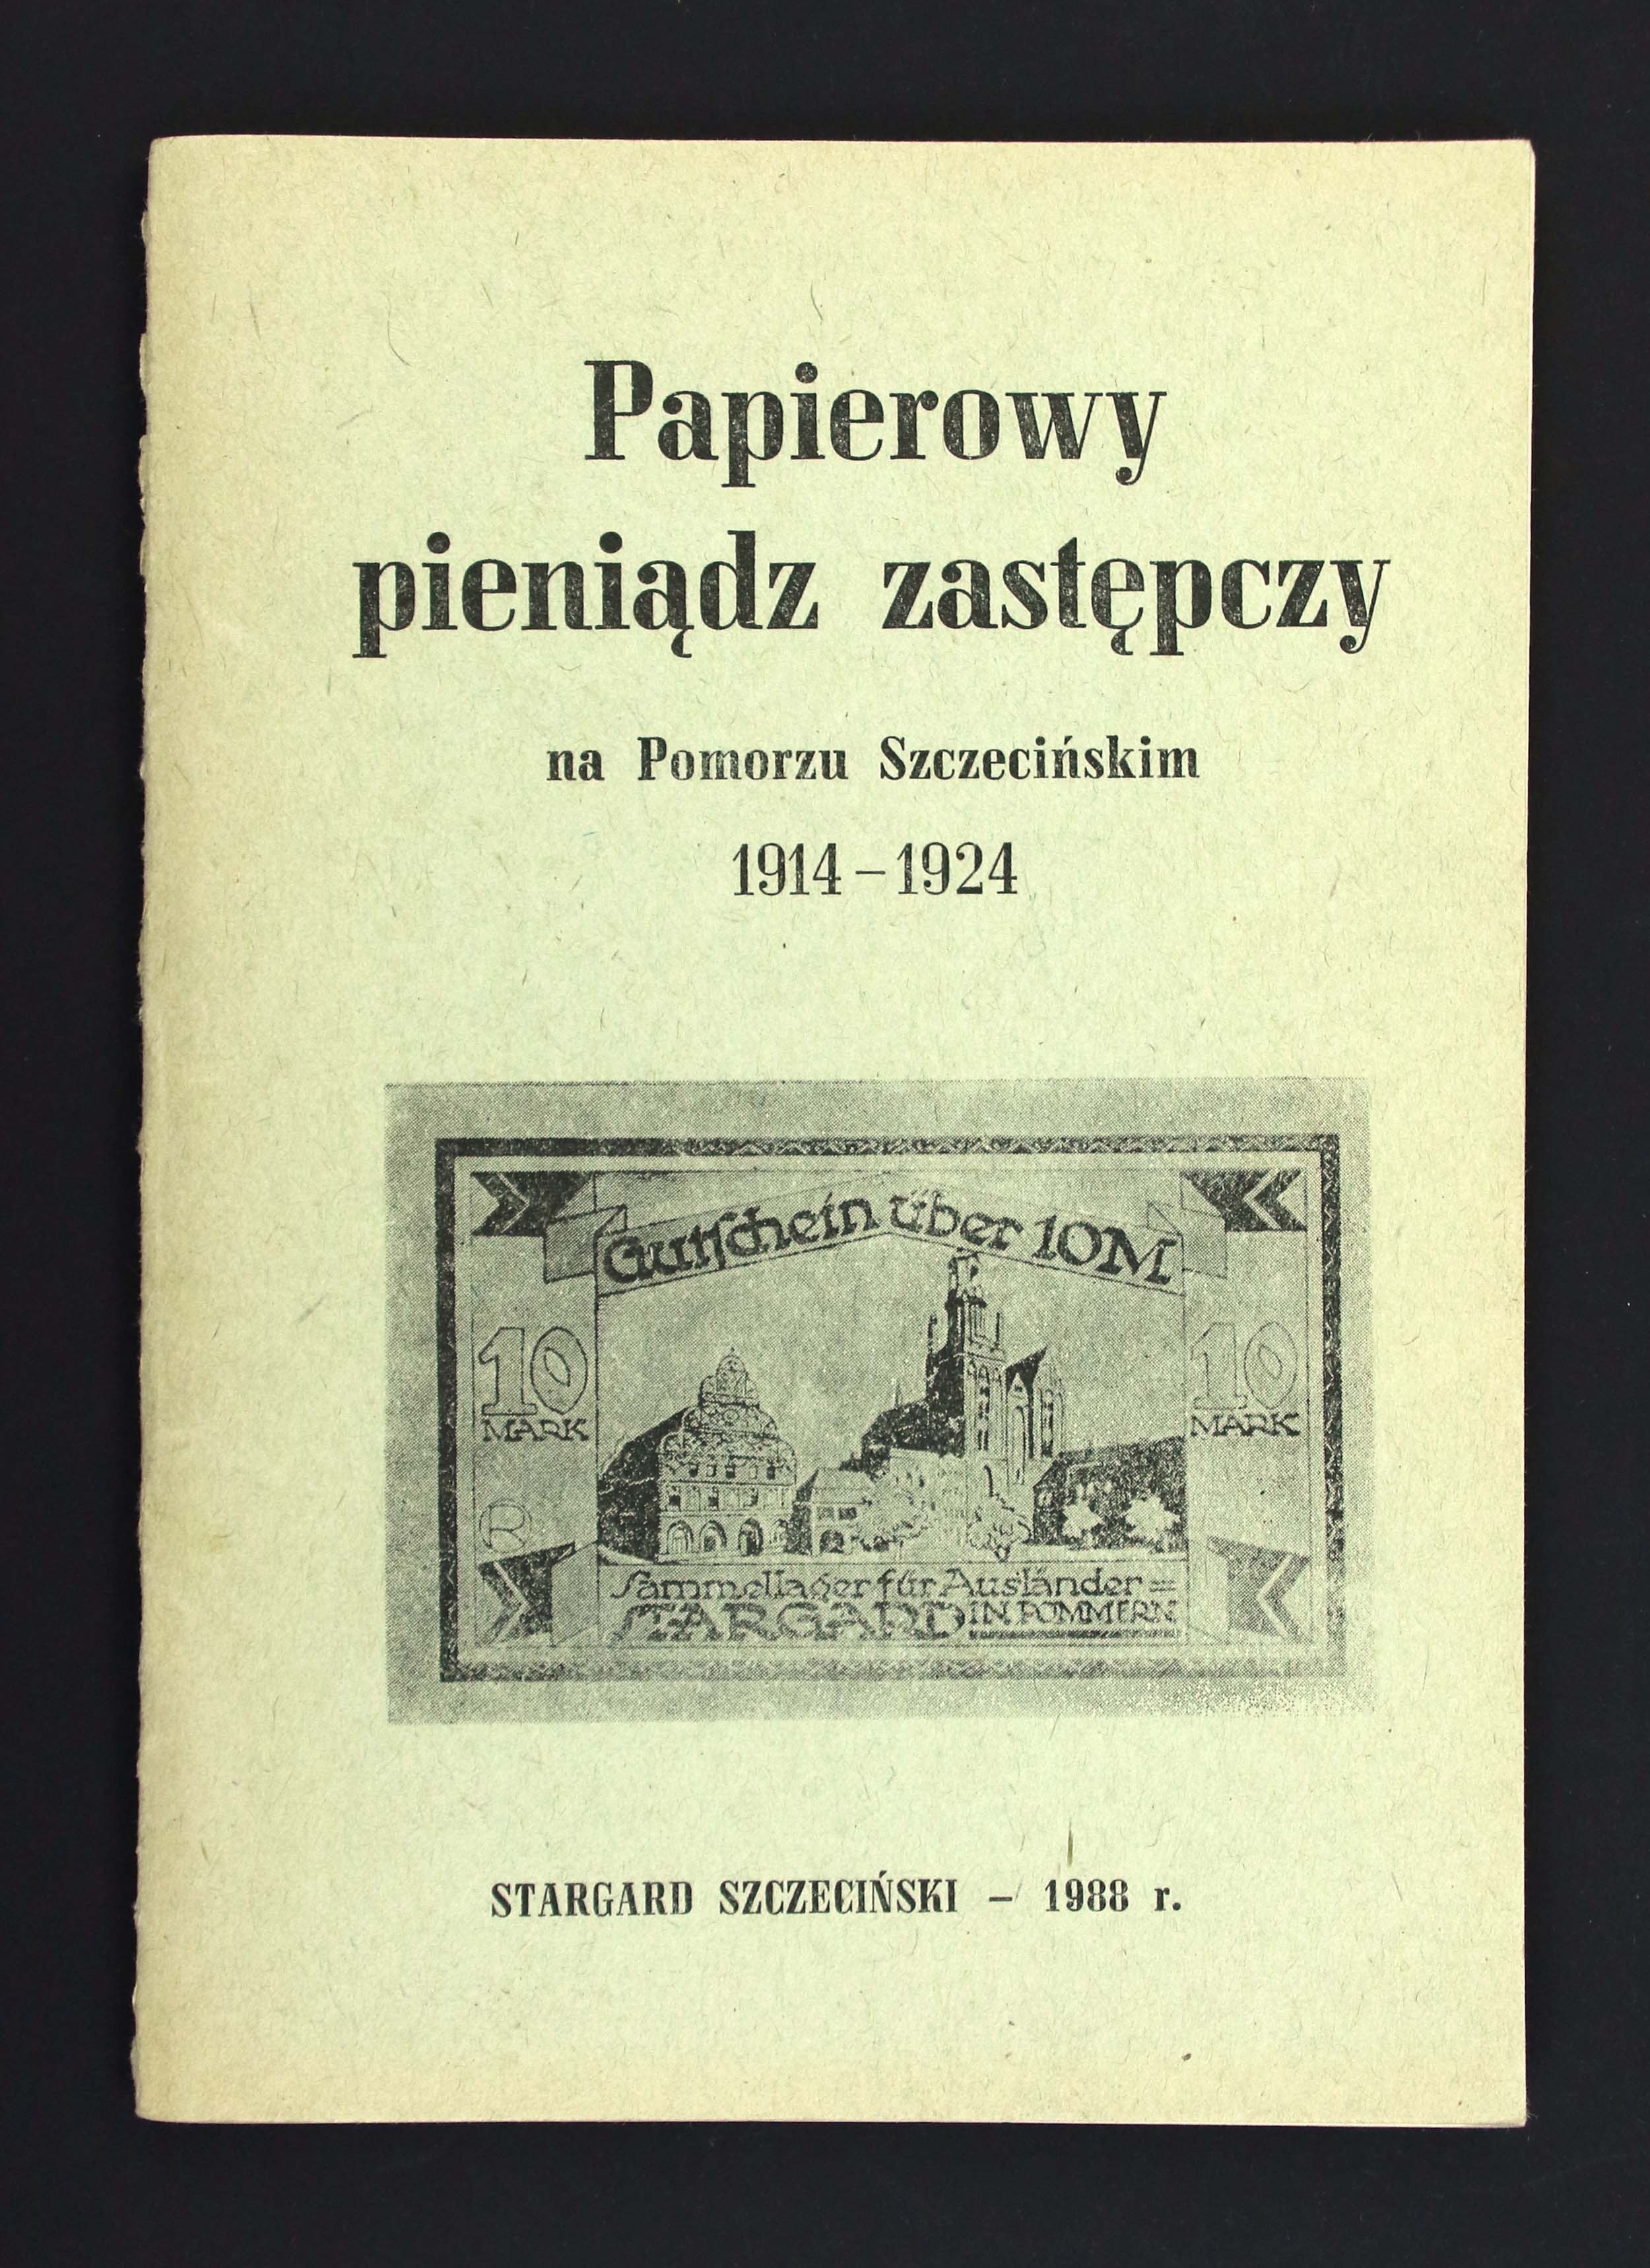 Papierowy
pieniądz zastępczy
na Pomorzu Szczecińskim
1914–1924
Gutschein über 10M
10
MARK
10
MARK
R
Sammellager für Ausländer=
STARGARD IN POMMERN
STARGARD SZCZECIŃSKI – 1988 r.